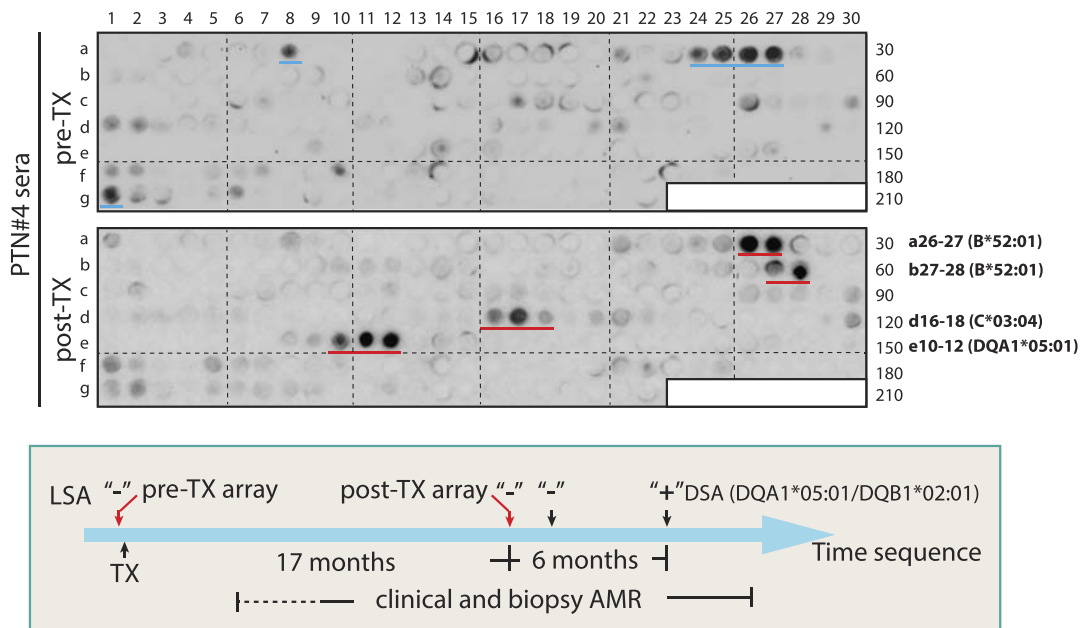 1 2 3 4 5 6 7 8 9 10 11 12 13 14 15 16 17 18 19 20 21 22 23 24 25 26 27 28 29 30
PTN#4 sera
pre-TX
a 30
b 60
c 90
d 120
e 150
f 180
g 210
post-TX
a 30 a26-27 (B*52:01)
b 60 b27-28 (B*52:01)
c 90
d 120 d16-18 (C*03:04)
e 150 e10-12 (DQA1*05:01)
f 180
g 210
LSA “-” pre-TX array post-TX array “-” “-” “+” DSA (DQA1*05:01/DQB1*02:01)
TX 17 months 6 months Time sequence
clinical and biopsy AMR